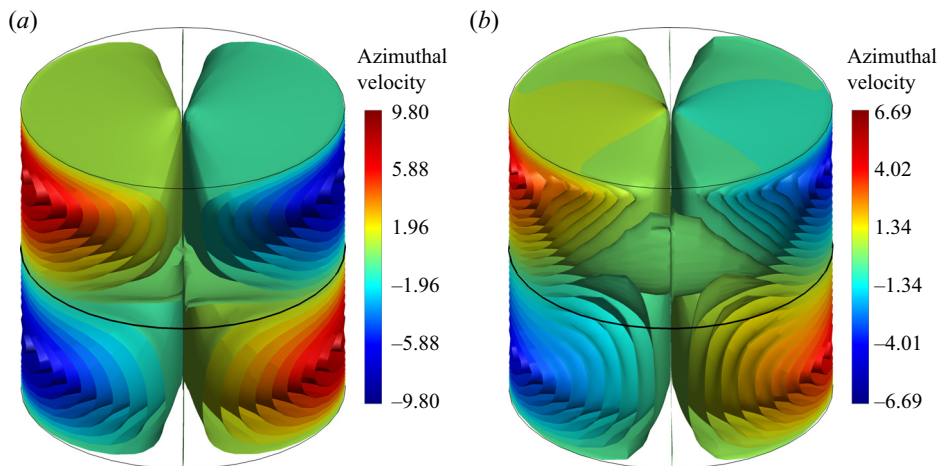 (a)
Azimuthal
velocity
9.80
5.88
1.96
–1.96
–5.88
–9.80
(b)
Azimuthal
velocity
6.69
4.02
1.34
–1.34
–4.01
–6.69